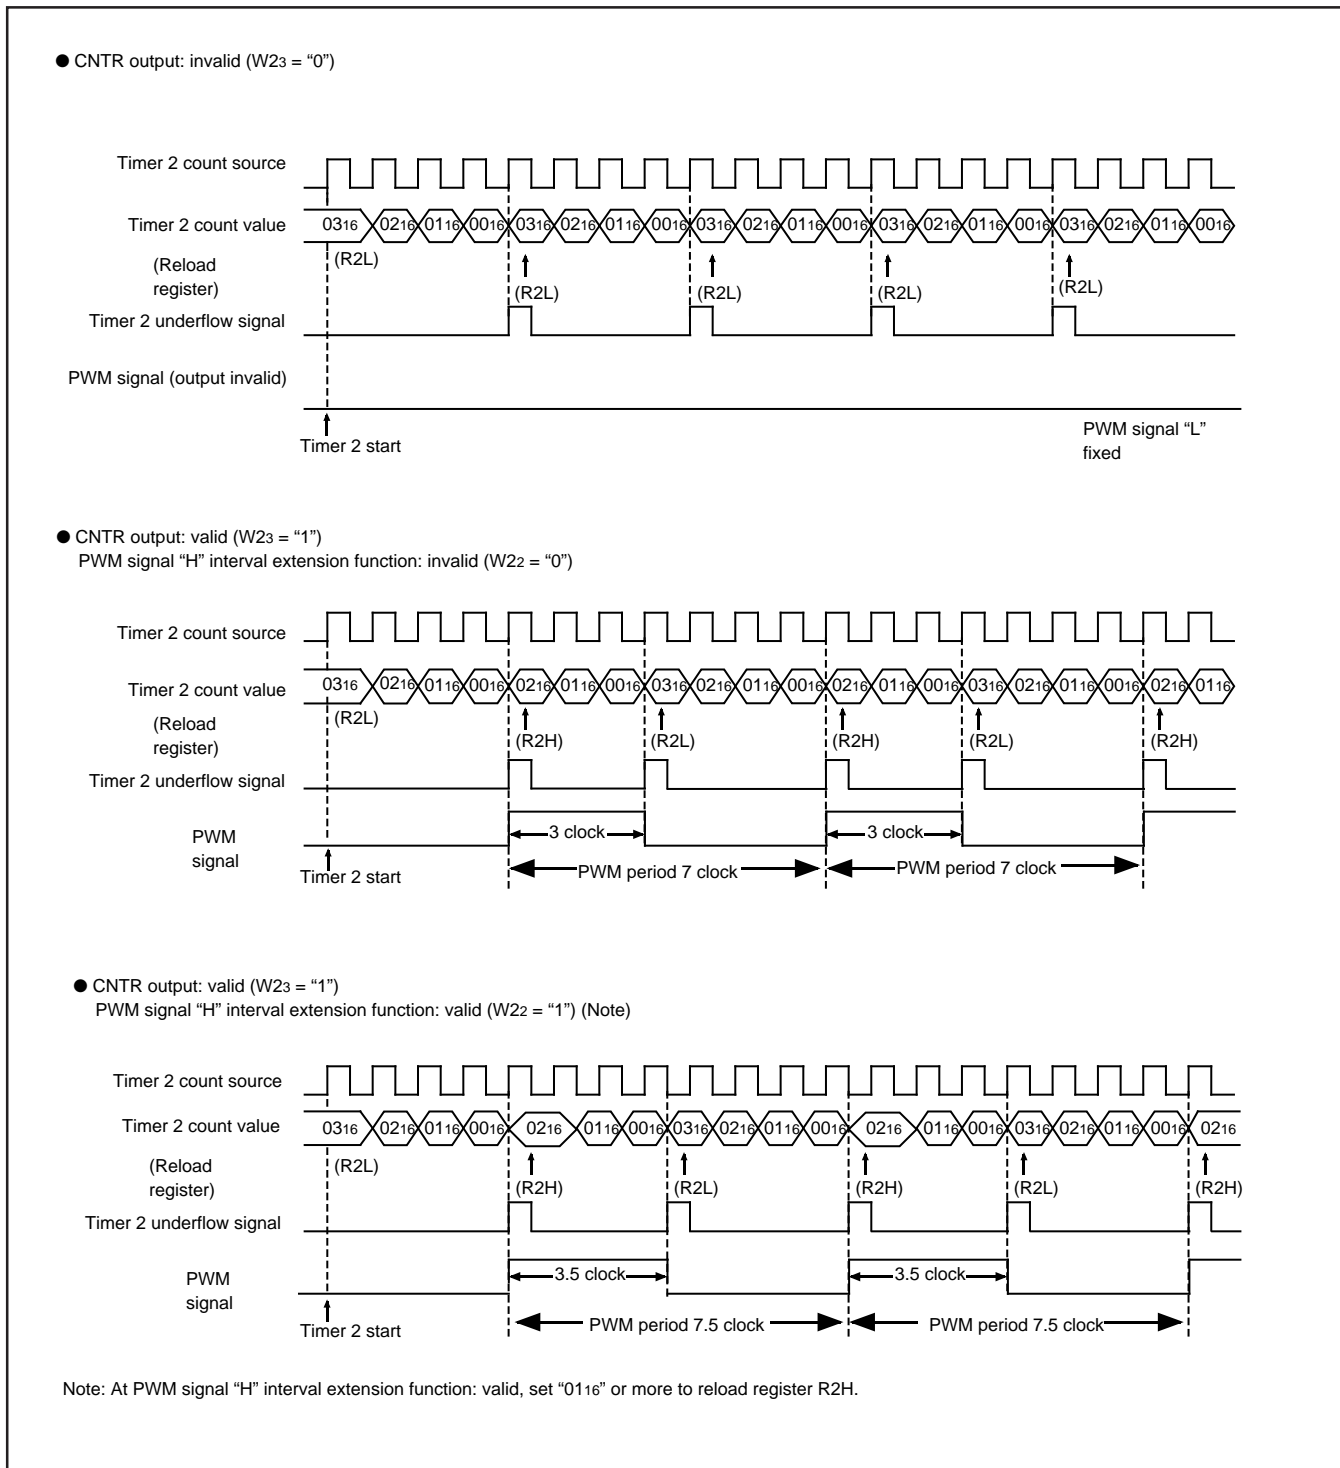 ● CNTR output: invalid (W23 = “0”)
Timer 2 count source
Timer 2 count value
0316 0216 0116 0016 0316 0216 0116 0016 0316 0216 0116 0016 0316 0216 0116 0016 0316 0216 0116 0016
(Reload
register)
(R2L) (R2L) (R2L) (R2L) (R2L)
Timer 2 underflow signal
PWM signal (output invalid)
Timer 2 start
PWM signal “L”
fixed
● CNTR output: valid (W23 = “1”)
PWM signal “H” interval extension function: invalid (W22 = “0”)
Timer 2 count source
Timer 2 count value
0316 0216 0116 0016 0216 0116 0016 0316 0216 0116 0016 0216 0116 0016 0316 0216 0116 0016 0216 0116
(Reload
register)
(R2L) (R2H) (R2L) (R2H) (R2L) (R2H)
Timer 2 underflow signal
PWM
signal
3 clock 3 clock
PWM period 7 clock PWM period 7 clock
Timer 2 start
● CNTR output: valid (W23 = “1”)
PWM signal “H” interval extension function: valid (W22 = “1”) (Note)
Timer 2 count source
Timer 2 count value
0316 0216 0116 0016 0216 0116 0016 0316 0216 0116 0016 0216 0116 0016 0316 0216 0116 0016 0216
(Reload
register)
(R2L) (R2H) (R2L) (R2H) (R2L) (R2H)
Timer 2 underflow signal
PWM
signal
3.5 clock 3.5 clock
PWM period 7.5 clock PWM period 7.5 clock
Timer 2 start
Note: At PWM signal “H” interval extension function: valid, set “0116” or more to reload register R2H.